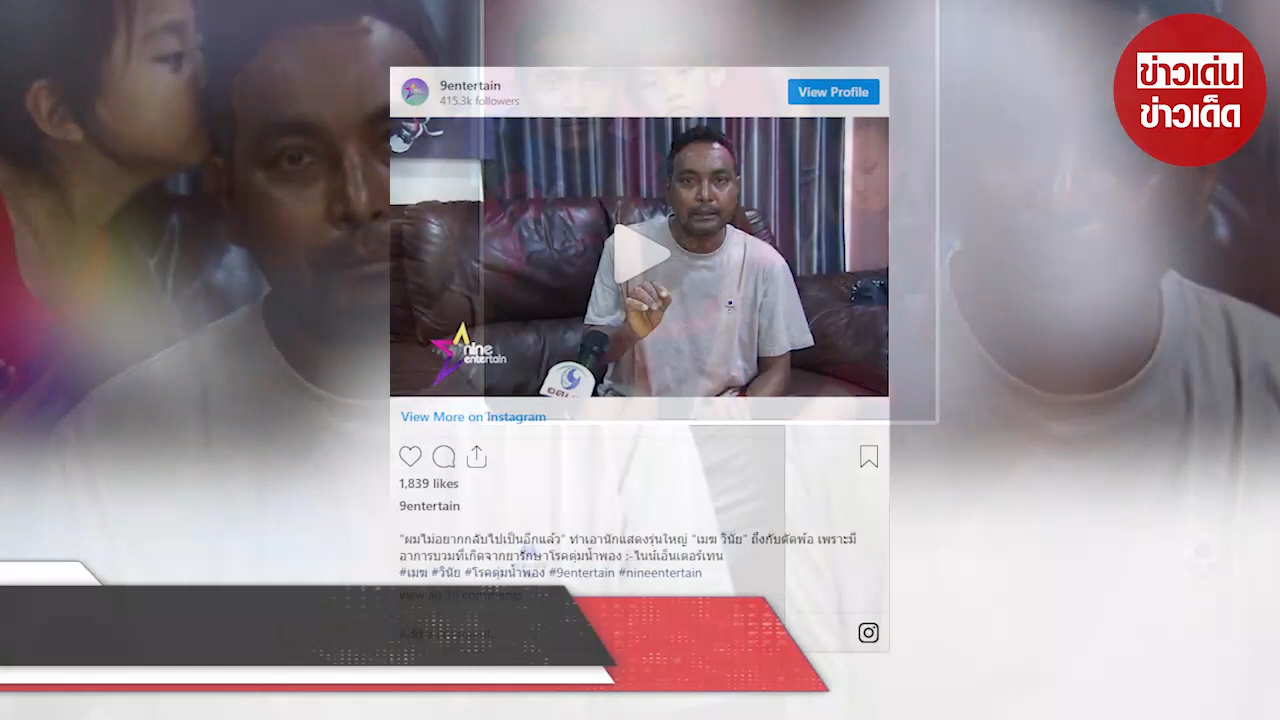 ข่าวเด่น
ข่าวเด็ด
9entertain
415.3k followers
View Profile
nine
entertain
View More on Instagram
1,839 likes
9entertain
"ผมไม่อยากกลับไปเป็นอีกแล้ว" ทำเอานักแสดงรุ่นใหญ่ "เมฆ วินัย" ถึงกับตัดพ้อ เพราะมี
อาการบวมที่เกิดจากยารักษาโรคตุ่มน้ำพอง :-ไนน์เอ็นเตอร์เทน
#เมฆ #วินัย #โรคตุ่มน้ำพอง #9entertain #nineentertain
view all 38 comments